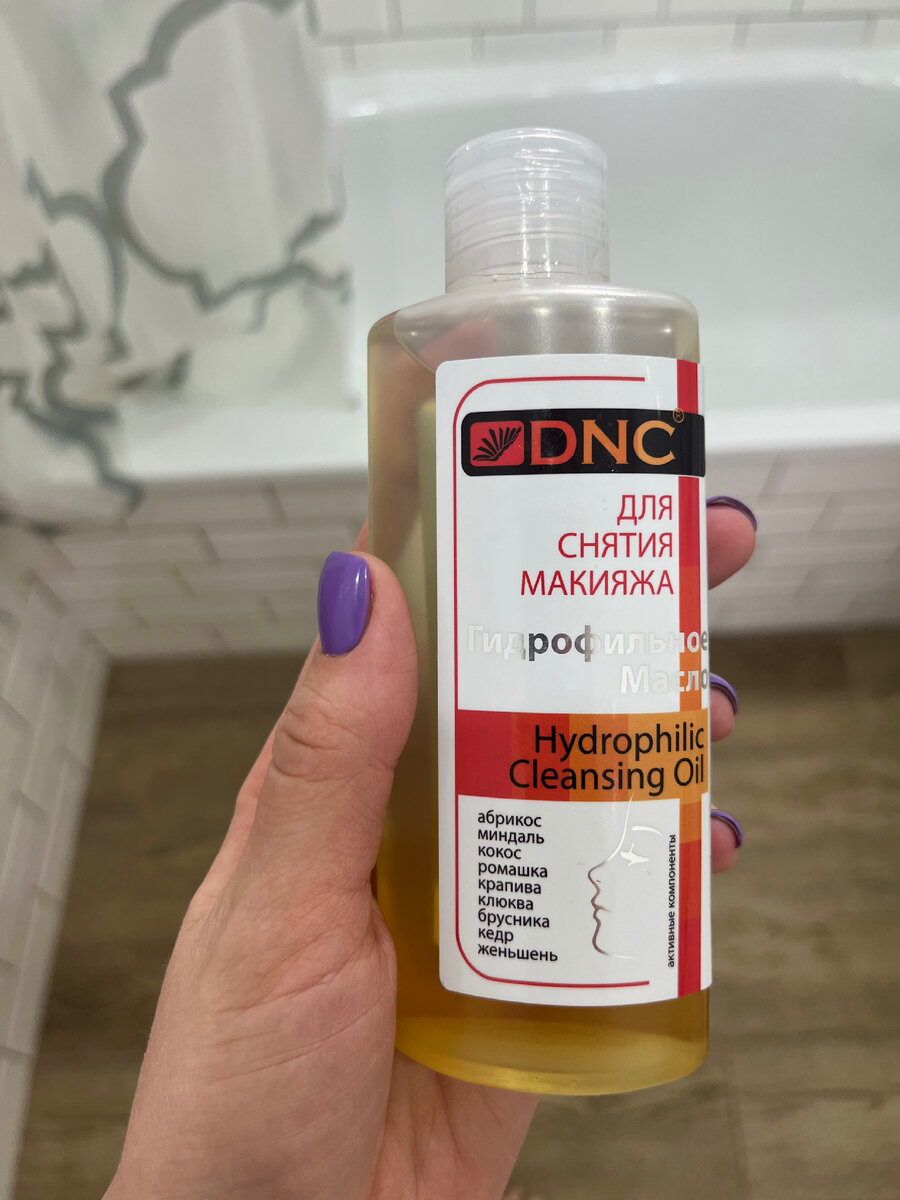 DNC®
ДЛЯ
СНЯТИЯ
МАКИЯЖА
Гидрофильное
Масло
Hydrophilic
Cleansing Oil
абрикос
миндаль
кокос
ромашка
крапива
клюква
брусника
кедр
женьшень
активные компоненты